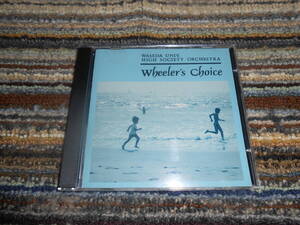 WASEDA UNIV.
HIGH SOCIETY ORCHESTRA
Wheeler's Choice